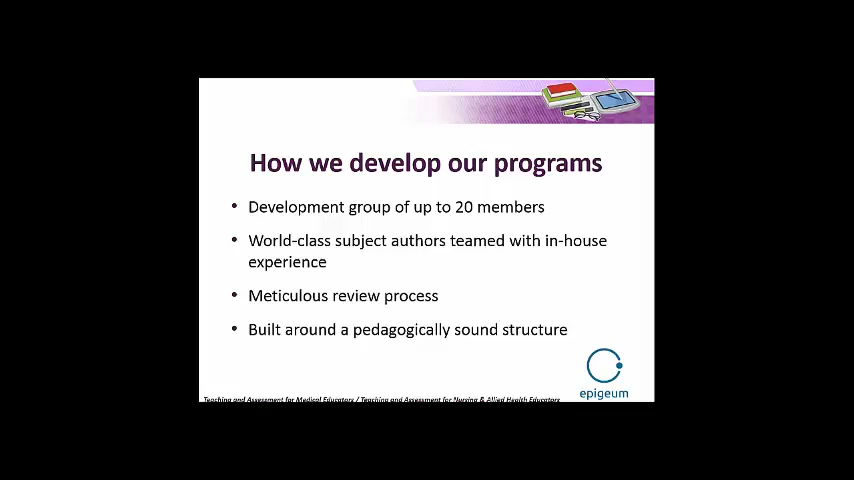 How we develop our programs
• Development group of up to 20 members
• World-class subject authors teamed with in-house
experience
• Meticulous review process
• Built around a pedagogically sound structure
epigeum
Teaching and Assessment for Medical Educators / Teaching and Assessment for Nursing & Allied Health Educators